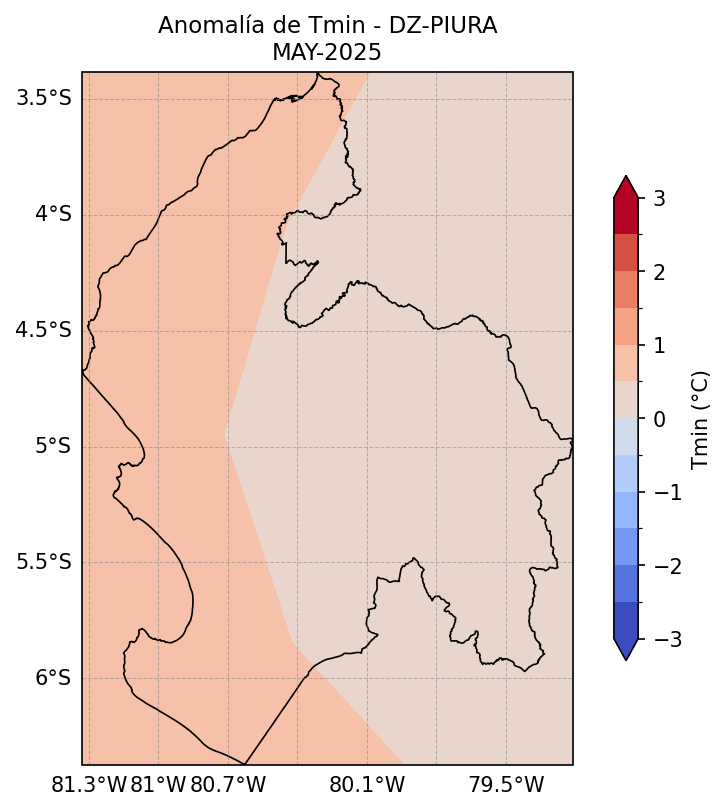 Anomalía de Tmin - DZ-PIURA
MAY-2025
3.5°S
4°S
4.5°S
5°S
5.5°S
6°S
81.3°W 81°W 80.7°W 80.1°W 79.5°W
3
2
1
0
−1
−2
−3
Tmin (°C)